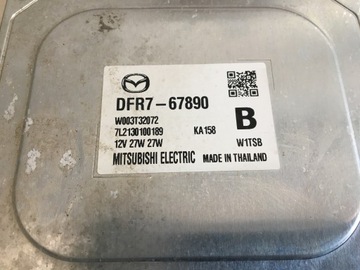 DFR7-67890
W003T32072
7L2130100189 KA158 B
12V 27W 27W W1TSB
MITSUBISHI ELECTRIC MADE IN THAILAND